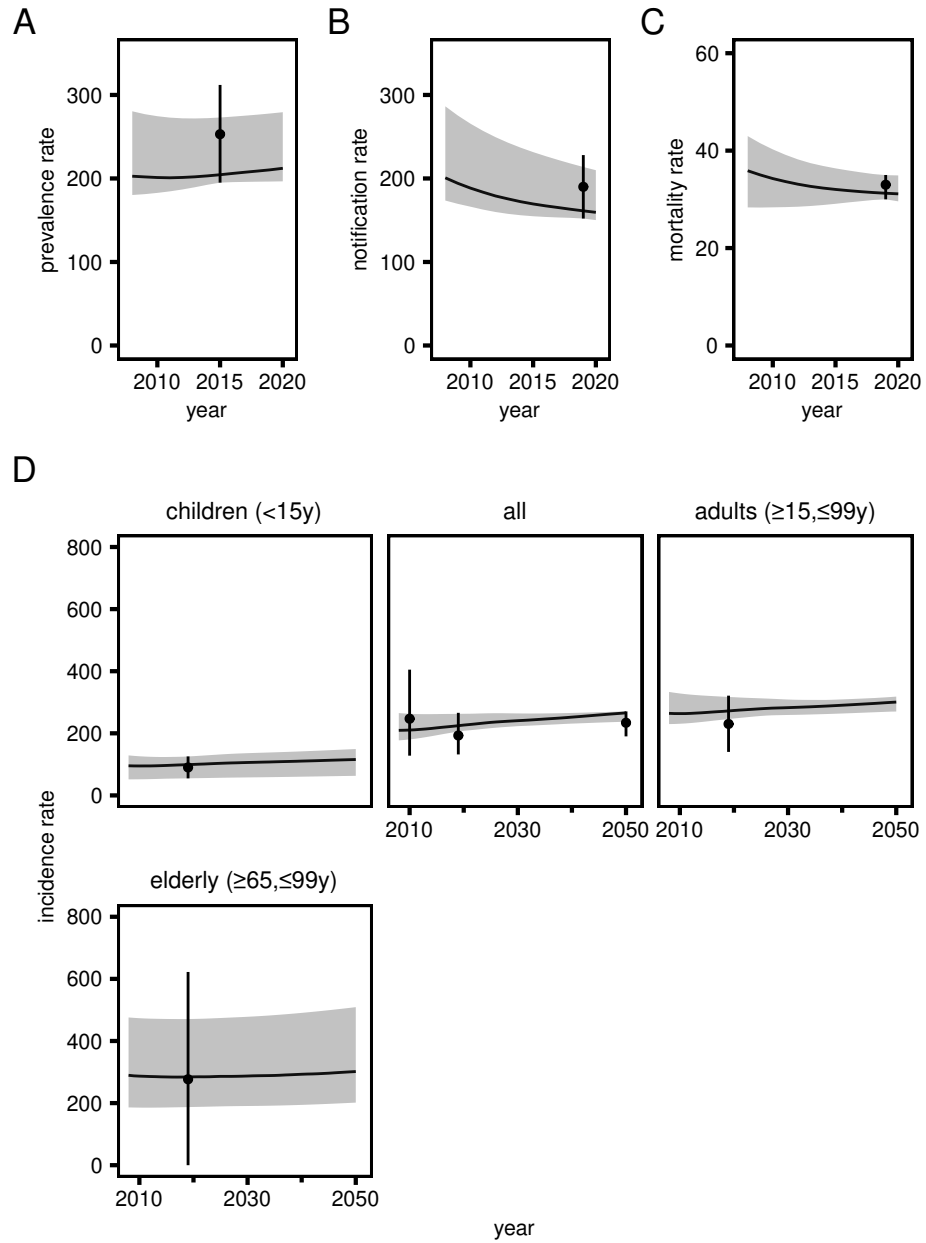 A
B
C
prevalence rate
300
200
100
0
2010
2015
2020
year
notification rate
300
200
100
0
2010
2015
2020
year
mortality rate
60
40
20
0
2010
2015
2020
year
D
incidence rate
children (<15y)
all
adults (≥15,≤99y)
800
600
400
200
0
2010
2030
2050
2010
2030
2050
elderly (≥65,≤99y)
800
600
400
200
0
2010
2030
2050
year